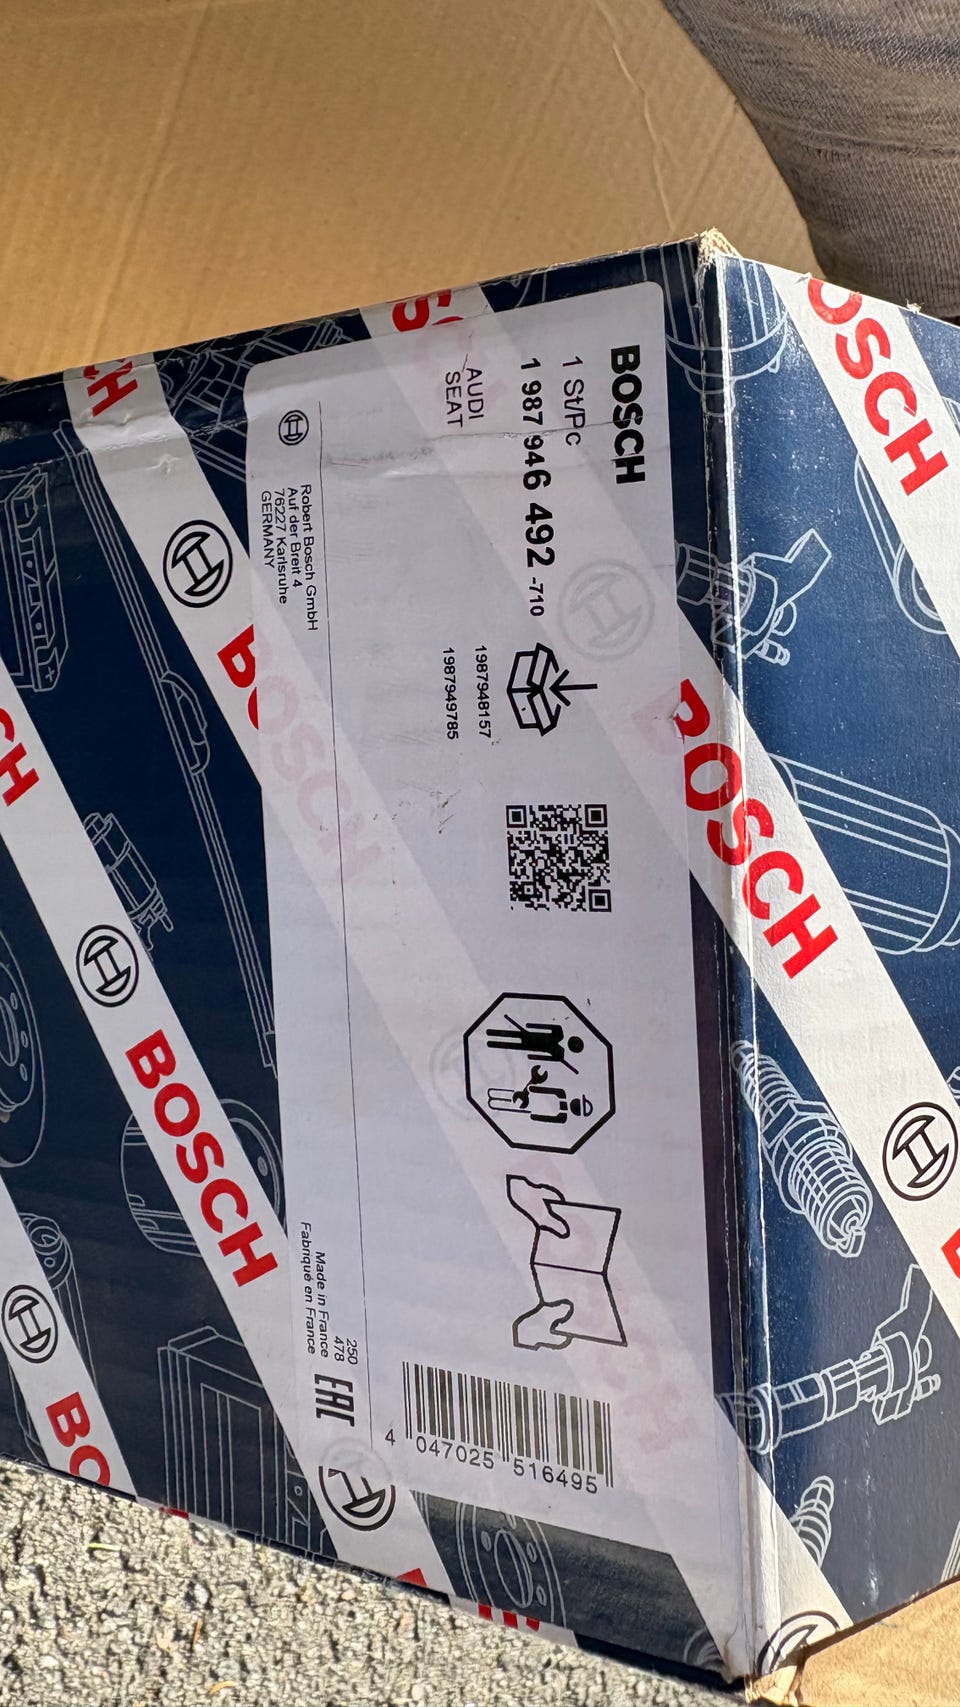 BOSCH
1 St/Pc
1 987 946 492 -710
AUDI
SEAT
1987948157
1987949785
Robert Bosch GmbH
Auf der Breit 4
76227 Karlsruhe
GERMANY
250
478
Made in France
Fabriqué en France
EAC
4 047025 516495
BOSCH
BOSCH
BOSCH
BOSCH